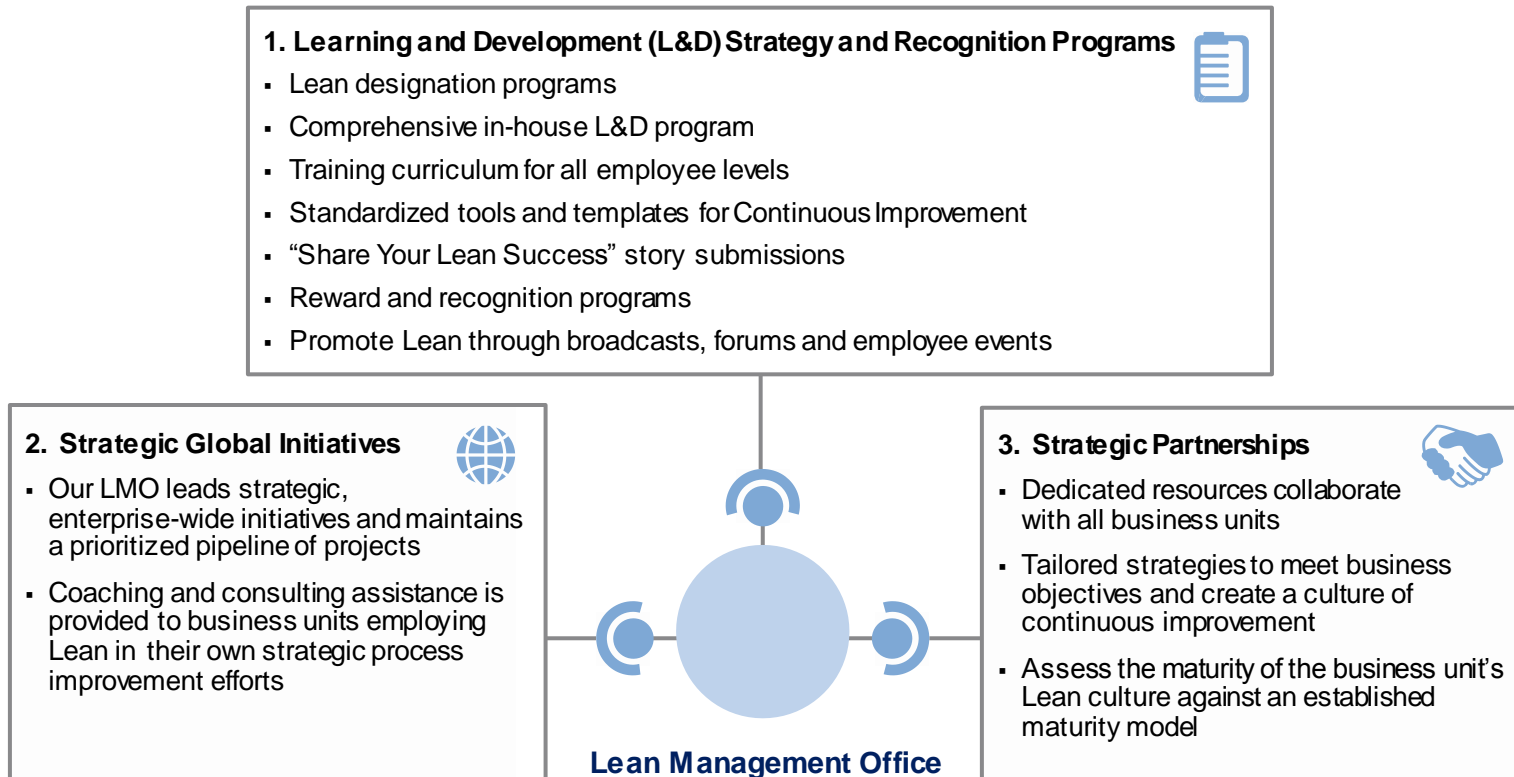 1. Learning and Development (L&D) Strategy and Recognition Programs
▪ Lean designation programs
▪ Comprehensive in-house L&D program
▪ Training curriculum for all employee levels
▪ Standardized tools and templates for Continuous Improvement
▪ “Share Your Lean Success” story submissions
▪ Reward and recognition programs
▪ Promote Lean through broadcasts, forums and employee events
2. Strategic Global Initiatives
▪ Our LMO leads strategic,
enterprise-wide initiatives and maintains
a prioritized pipeline of projects
▪ Coaching and consulting assistance is
provided to business units employing
Lean in their own strategic process
improvement efforts
3. Strategic Partnerships
▪ Dedicated resources collaborate
with all business units
▪ Tailored strategies to meet business
objectives and create a culture of
continuous improvement
▪ Assess the maturity of the business unit’s
Lean culture against an established
maturity model
Lean Management Office